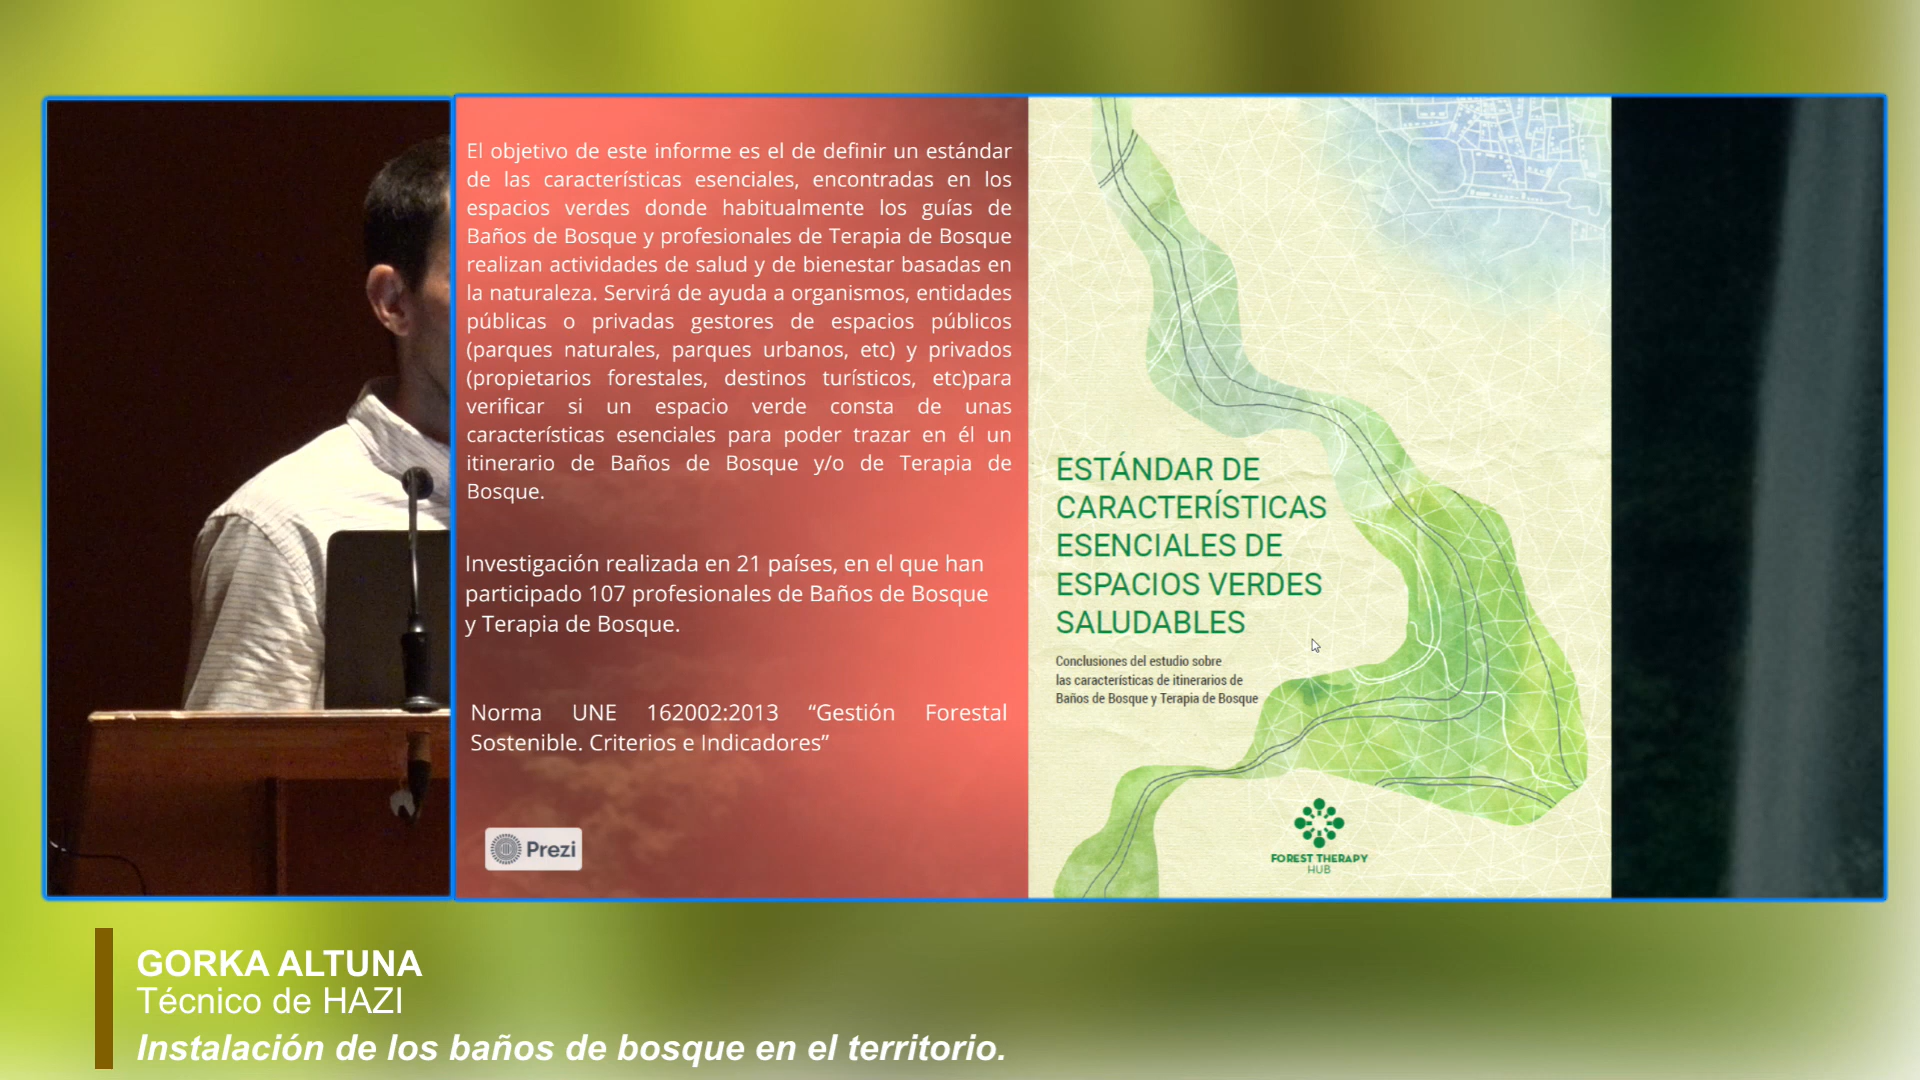 El objetivo de este informe es el de definir un estándar
de las características esenciales, encontradas en los
espacios verdes donde habitualmente los guías de
Baños de Bosque y profesionales de Terapia de Bosque
realizan actividades de salud y de bienestar basadas en
la naturaleza. Servirá de ayuda a organismos, entidades
públicas o privadas gestores de espacios públicos
(parques naturales, parques urbanos, etc) y privados
(propietarios forestales, destinos turísticos, etc)para
verificar si un espacio verde consta de unas
características esenciales para poder trazar en él un
itinerario de Baños de Bosque y/o de Terapia de
Bosque.
Investigación realizada en 21 países, en el que han
participado 107 profesionales de Baños de Bosque
y Terapia de Bosque.
Norma UNE 162002:2013 “Gestión Forestal
Sostenible. Criterios e Indicadores”
Prezi
ESTÁNDAR DE
CARACTERÍSTICAS
ESENCIALES DE
ESPACIOS VERDES
SALUDABLES
Conclusiones del estudio sobre
las características de itinerarios de
Baños de Bosque y Terapia de Bosque
FOREST THERAPY
HUB
GORKA ALTUNA
Técnico de HAZI
Instalación de los baños de bosque en el territorio.